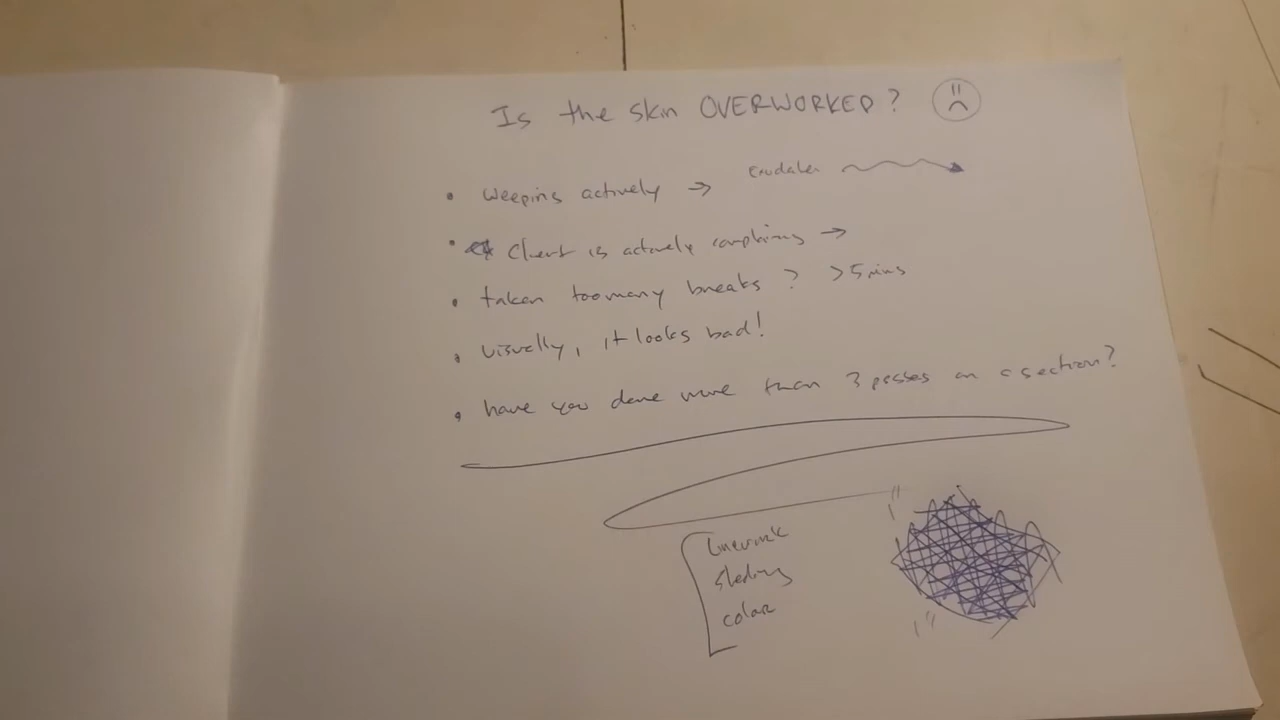 Is the skin OVERWORKED?
• weeping actively → exudates
• Client is actively complaining →
• taken too many breaks? >5 mins
• visually, it looks bad!
• have you done more than 3 passes on a section?
linework
shading
color